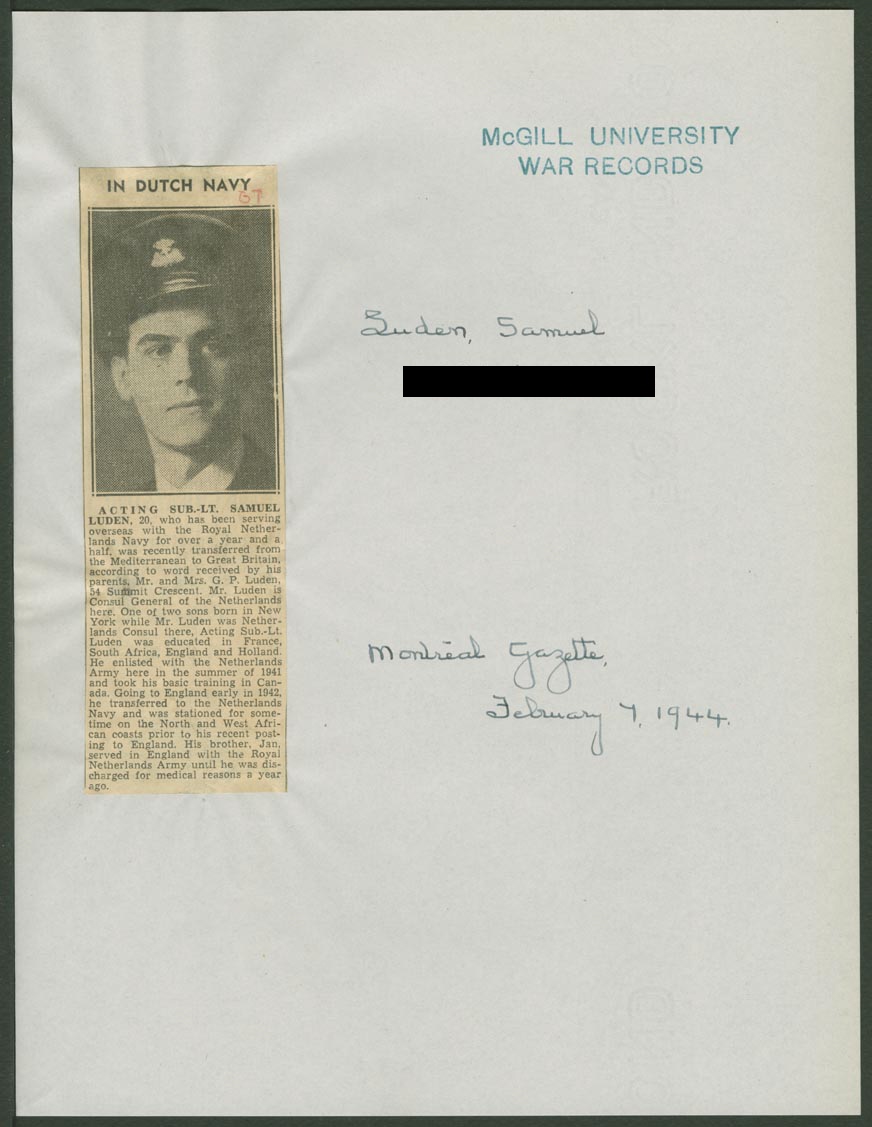 McGILL UNIVERSITY
WAR RECORDS
IN DUTCH NAVY
GT
Luden, Samuel
ACTING SUB.-LT. SAMUEL
LUDEN, 20, who has been serving
overseas with the Royal Nether-
lands Navy for over a year and a
half, was recently transferred from
the Mediterranean to Great Britain,
according to word received by his
parents, Mr. and Mrs. G. P. Luden,
54 Summit Crescent. Mr. Luden is
Consul General of the Netherlands
here. One of two sons born in New
York while Mr. Luden was Nether-
lands Consul there, Acting Sub.-Lt.
Luden was educated in France,
South Africa, England and Holland.
He enlisted with the Netherlands
Army here in the summer of 1941
and took his basic training in Can-
ada. Going to England early in 1942,
he transferred to the Netherlands
Navy and was stationed for some-
time on the North and West Afri-
can coasts prior to his recent post-
ing to England. His brother, Jan,
served in England with the Royal
Netherlands Army until he was dis-
charged for medical reasons a year
ago.
Montreal Gazette,
February 7, 1944.